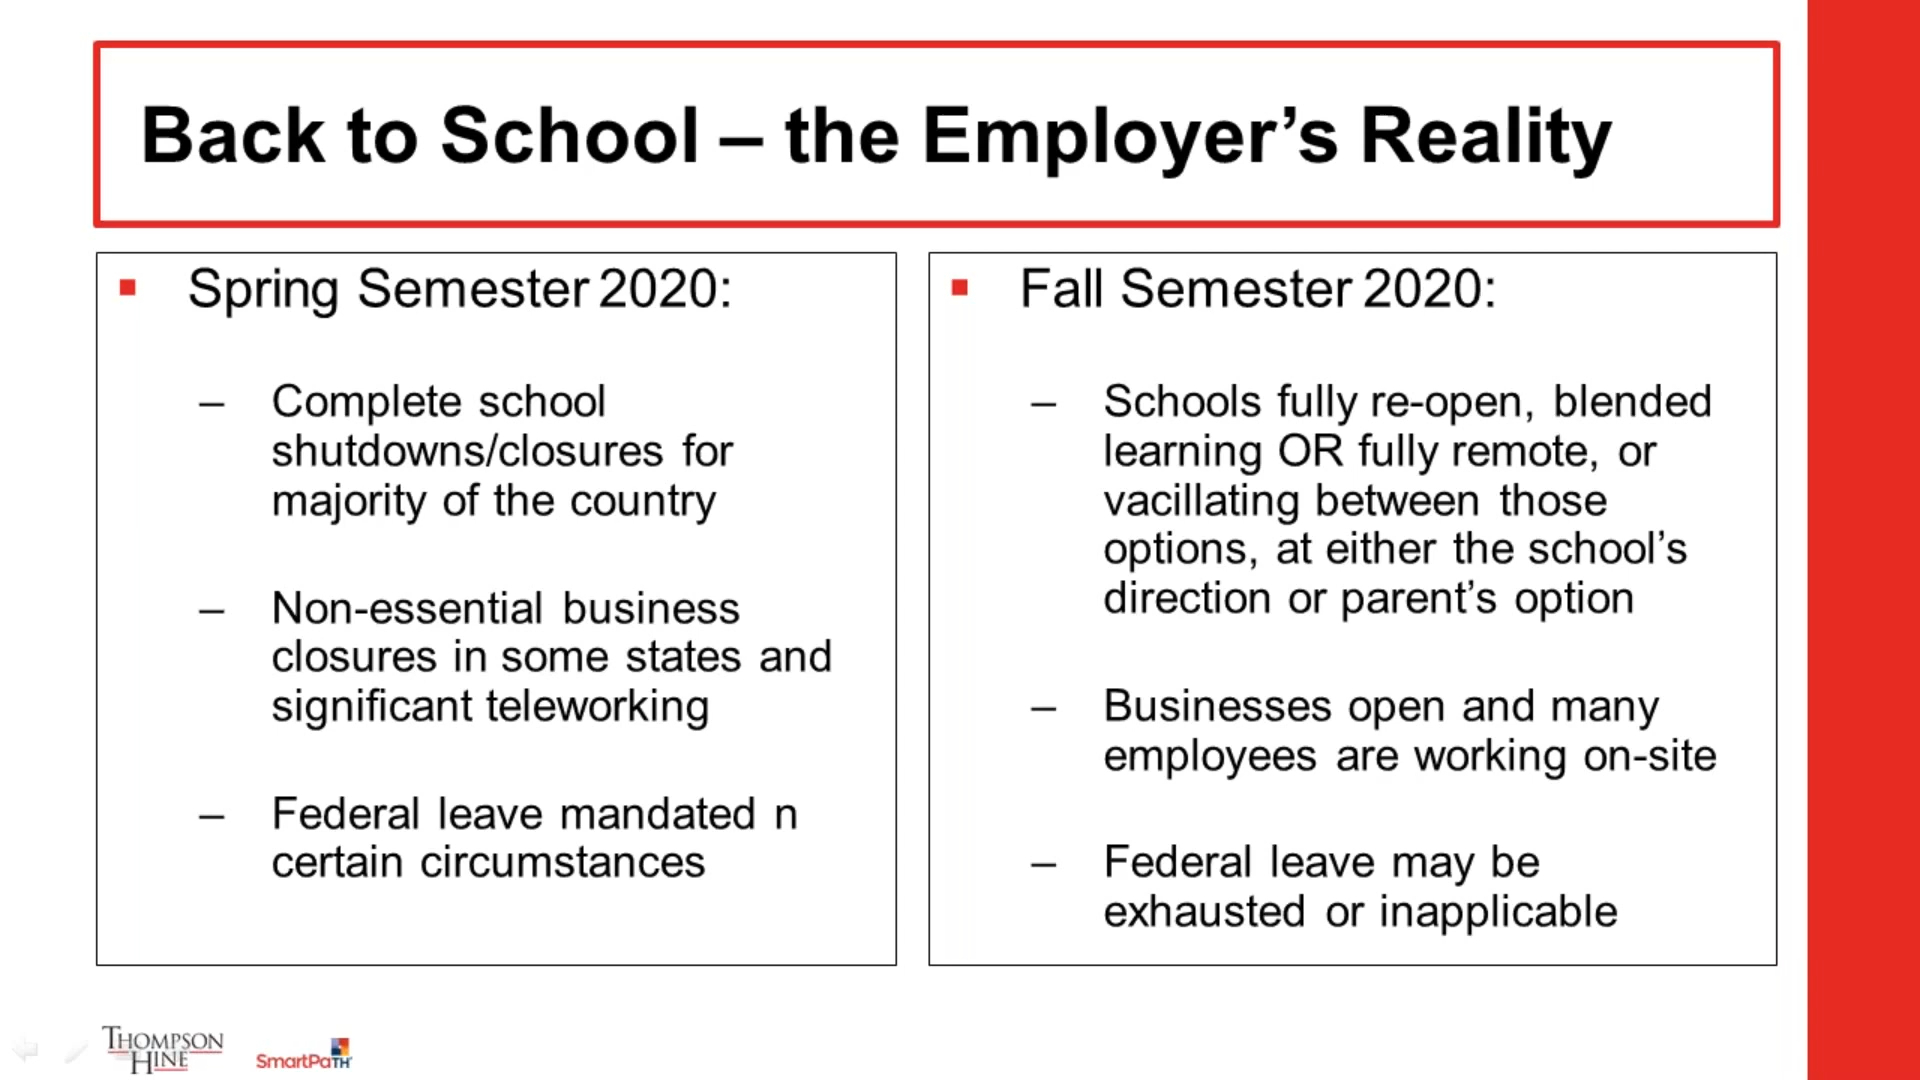 Back to School – the Employer’s Reality
▪ Spring Semester 2020:
– Complete school
shutdowns/closures for
majority of the country
– Non-essential business
closures in some states and
significant teleworking
– Federal leave mandated n
certain circumstances
▪ Fall Semester 2020:
– Schools fully re-open, blended
learning OR fully remote, or
vacillating between those
options, at either the school’s
direction or parent’s option
– Businesses open and many
employees are working on-site
– Federal leave may be
exhausted or inapplicable
THOMPSON
HINE
SmartPaTH